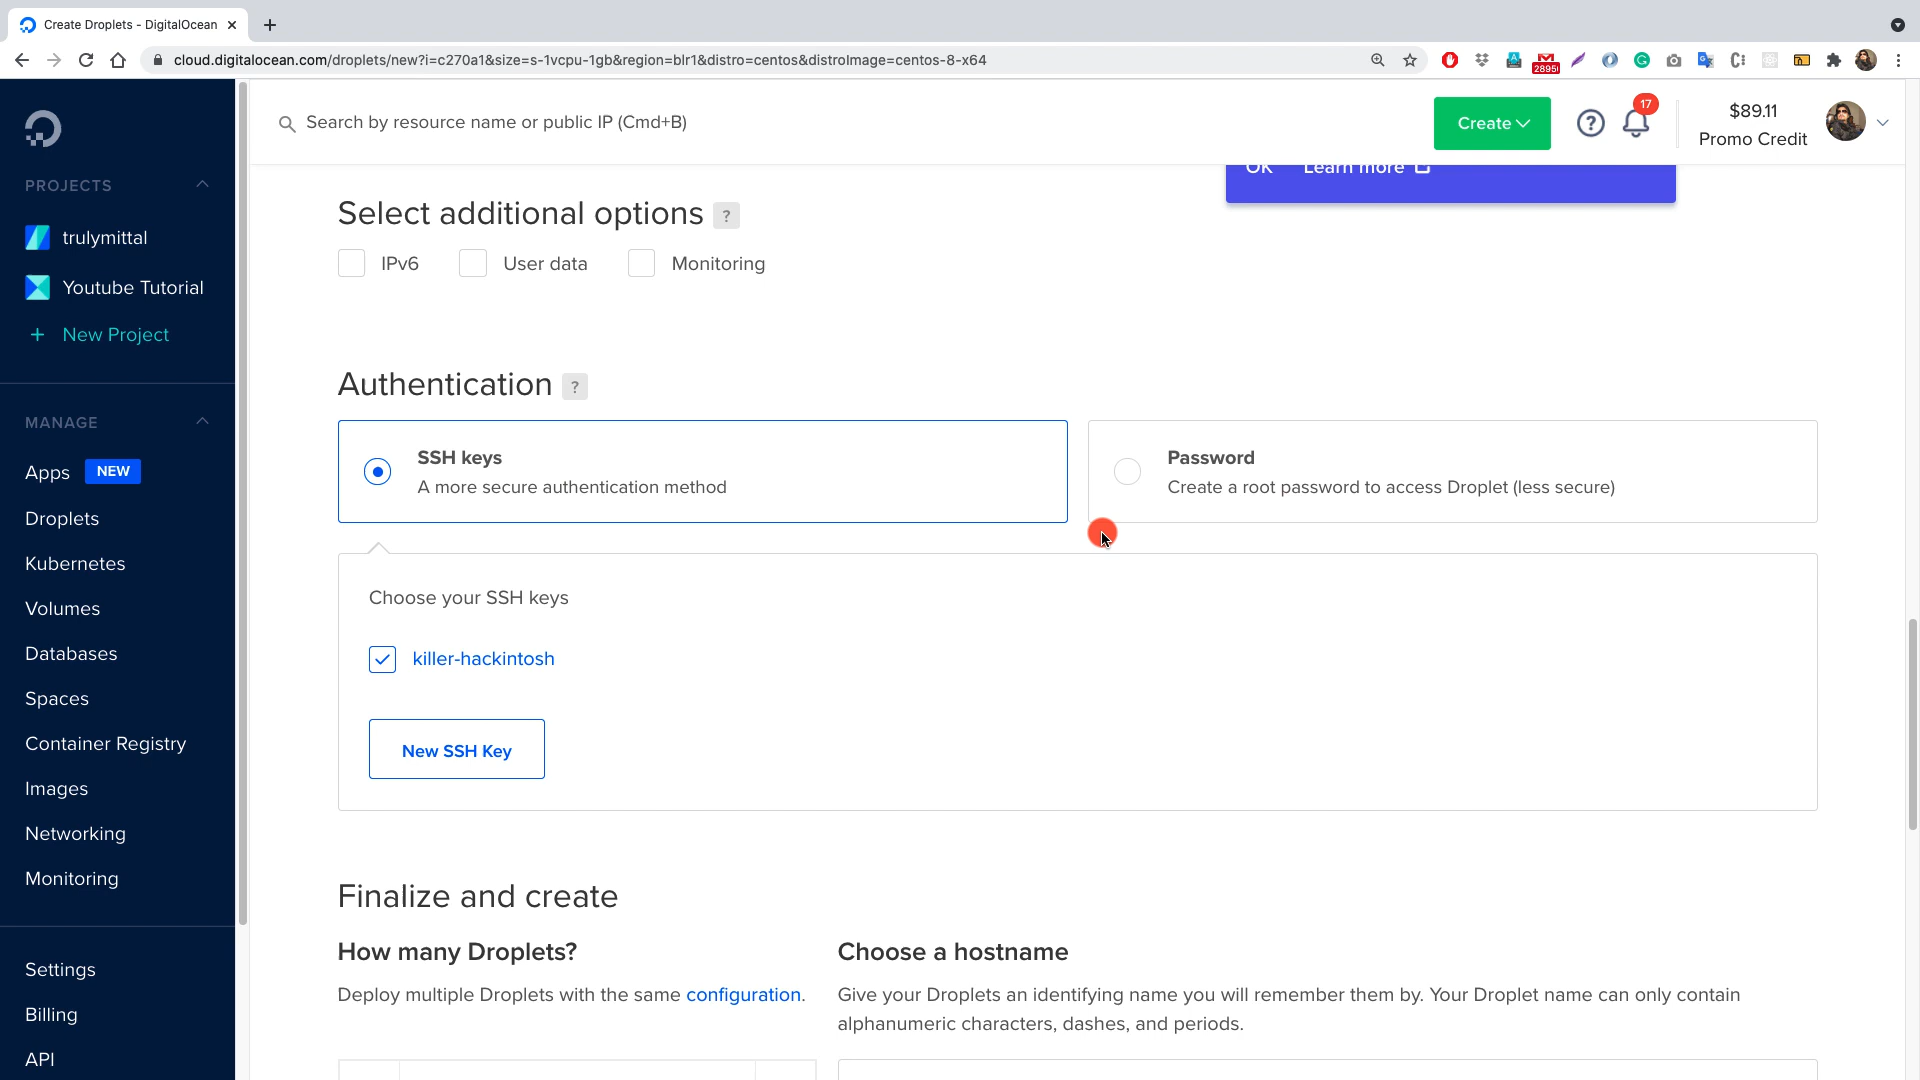 Create Droplets - DigitalOcean
cloud.digitalocean.com/droplets/new?i=c270a1&size=s-1vcpu-1gb&region=blr1&distro=centos&distroImage=centos-8-x64
2895
Search by resource name or public IP (Cmd+B)
Create
?
17
$89.11
Promo Credit
PROJECTS
trulymittal
Youtube Tutorial
+ New Project
MANAGE
Apps NEW
Droplets
Kubernetes
Volumes
Databases
Spaces
Container Registry
Images
Networking
Monitoring
Settings
Billing
API
OK Learn more
Select additional options ?
IPv6
User data
Monitoring
Authentication ?
SSH keys
A more secure authentication method
Password
Create a root password to access Droplet (less secure)
Choose your SSH keys
killer-hackintosh
New SSH Key
Finalize and create
How many Droplets?
Deploy multiple Droplets with the same configuration.
Choose a hostname
Give your Droplets an identifying name you will remember them by. Your Droplet name can only contain
alphanumeric characters, dashes, and periods.